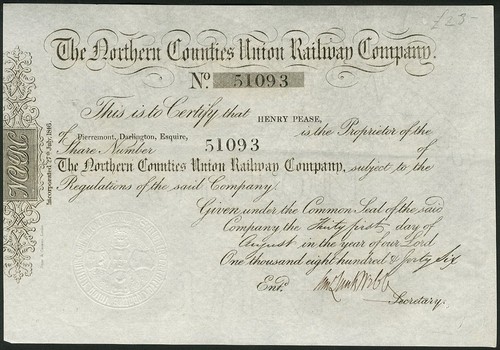 £25-
The Northern Counties Union Railway Company.
No. 51093
This is to Certify that HENRY PEASE,
of Pierremont, Darlington, Esquire, is the Proprietor of the
Share Number 51093 of
The Northern Counties Union Railway Company, subject to the
Regulations of the said Company.
Given under the Common Seal of the said
Company the Thirty first day of
August in the year of our Lord
One thousand eight hundred & forty six
Entd.
Secretary.
Incorporated 27th July, 1846.